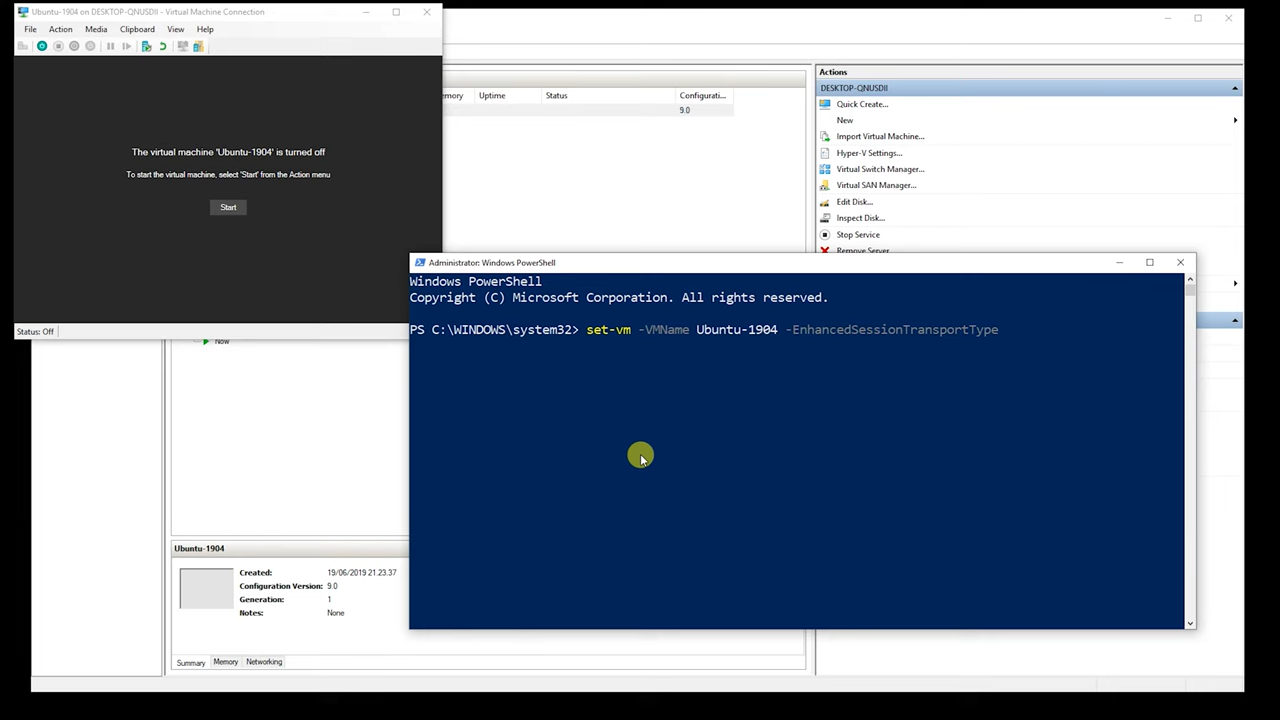 Ubuntu-1904 on DESKTOP-QNUSDII - Virtual Machine Connection
File Action Media Clipboard View Help
The virtual machine 'Ubuntu-1904' is turned off
To start the virtual machine, select 'Start' from the Action menu
Start
Status: Off
Uptime Status Configurati...
9.0
Now
Actions
DESKTOP-QNUSDII
Quick Create...
New
Import Virtual Machine...
Hyper-V Settings...
Virtual Switch Manager...
Virtual SAN Manager...
Edit Disk...
Inspect Disk...
Stop Service
Remove Server
Administrator: Windows PowerShell
Windows PowerShell
Copyright (C) Microsoft Corporation. All rights reserved.
PS C:\WINDOWS\system32> set-vm -VMName Ubuntu-1904 -EnhancedSessionTransportType
Ubuntu-1904
Created: 19/06/2019 21.23.37
Configuration Version: 9.0
Generation: 1
Notes: None
Summary Memory Networking